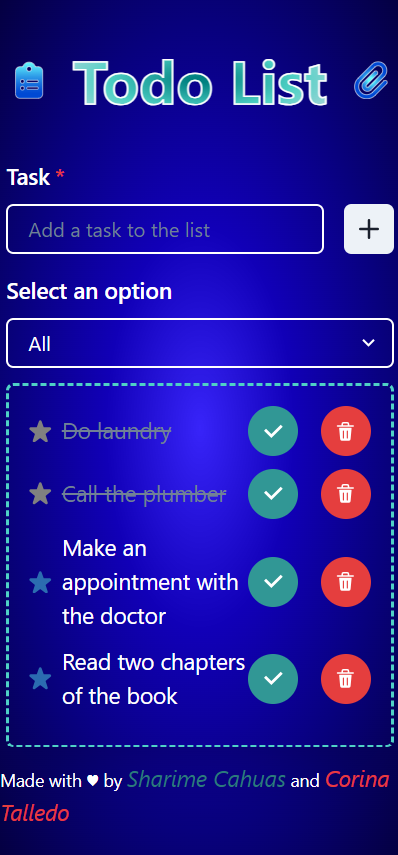 Todo List
Task *
Add a task to the list
Select an option
All
Do laundry
Call the plumber
Make an
appointment with
the doctor
Read two chapters
of the book
Made with ♥ by Sharime Cahuas and Corina
Talledo